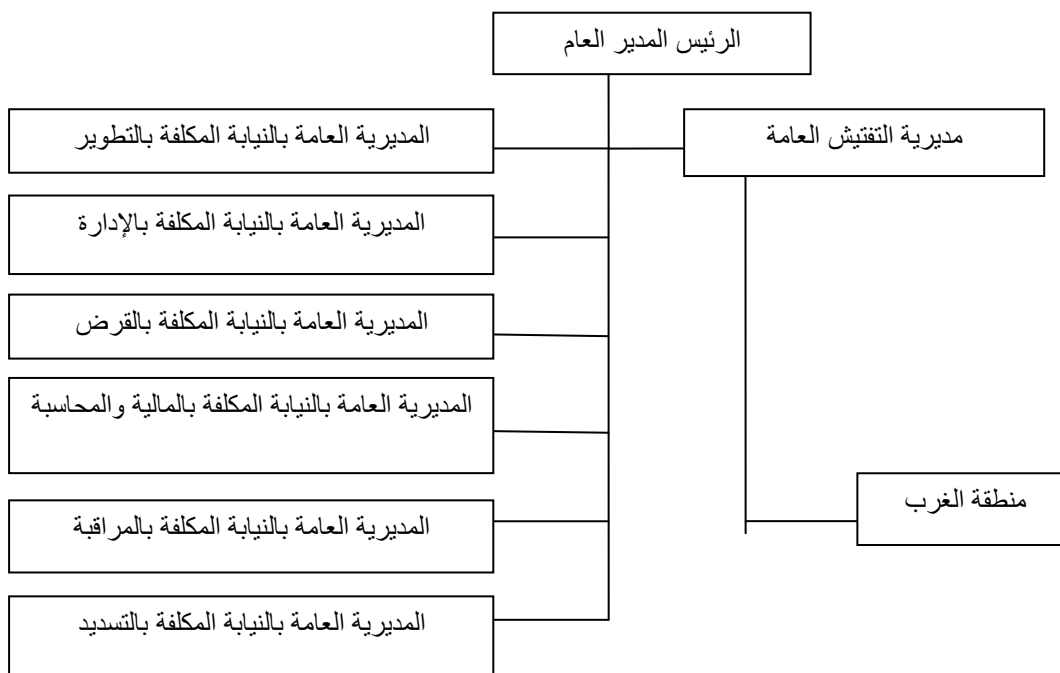 الرئيس المدير العام
مديرية التفتيش العامة
المديرية العامة بالنيابة المكلفة بالتطوير
المديرية العامة بالنيابة المكلفة بالإدارة
المديرية العامة بالنيابة المكلفة بالقرض
المديرية العامة بالنيابة المكلفة بالمالية والمحاسبة
منطقة الغرب
المديرية العامة بالنيابة المكلفة بالمراقبة
المديرية العامة بالنيابة المكلفة بالتسديد